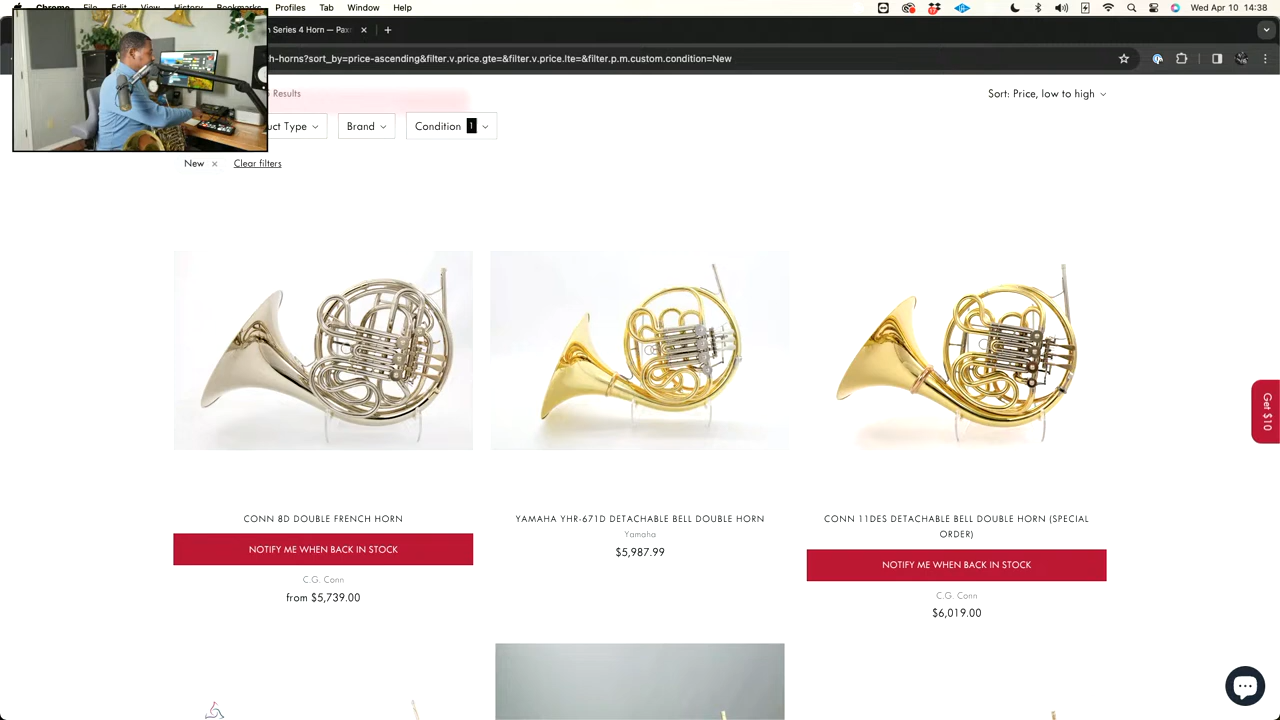 Chrome File Edit View History Bookmarks Profiles Tab Window Help
Wed Apr 10 14:38
n Series 4 Horn — Pax
h-horns?sort_by=price-ascending&filter.v.price.gte=&filter.v.price.lte=&filter.p.m.custom.condition=New
Results
Sort: Price, low to high
uct Type
Brand
Condition 1
New
Clear filters
Get $10
CONN 8D DOUBLE FRENCH HORN
NOTIFY ME WHEN BACK IN STOCK
C.G. Conn
from $5,739.00
YAMAHA YHR-671D DETACHABLE BELL DOUBLE HORN
Yamaha
$5,987.99
CONN 11DES DETACHABLE BELL DOUBLE HORN (SPECIAL
ORDER)
NOTIFY ME WHEN BACK IN STOCK
C.G. Conn
$6,019.00